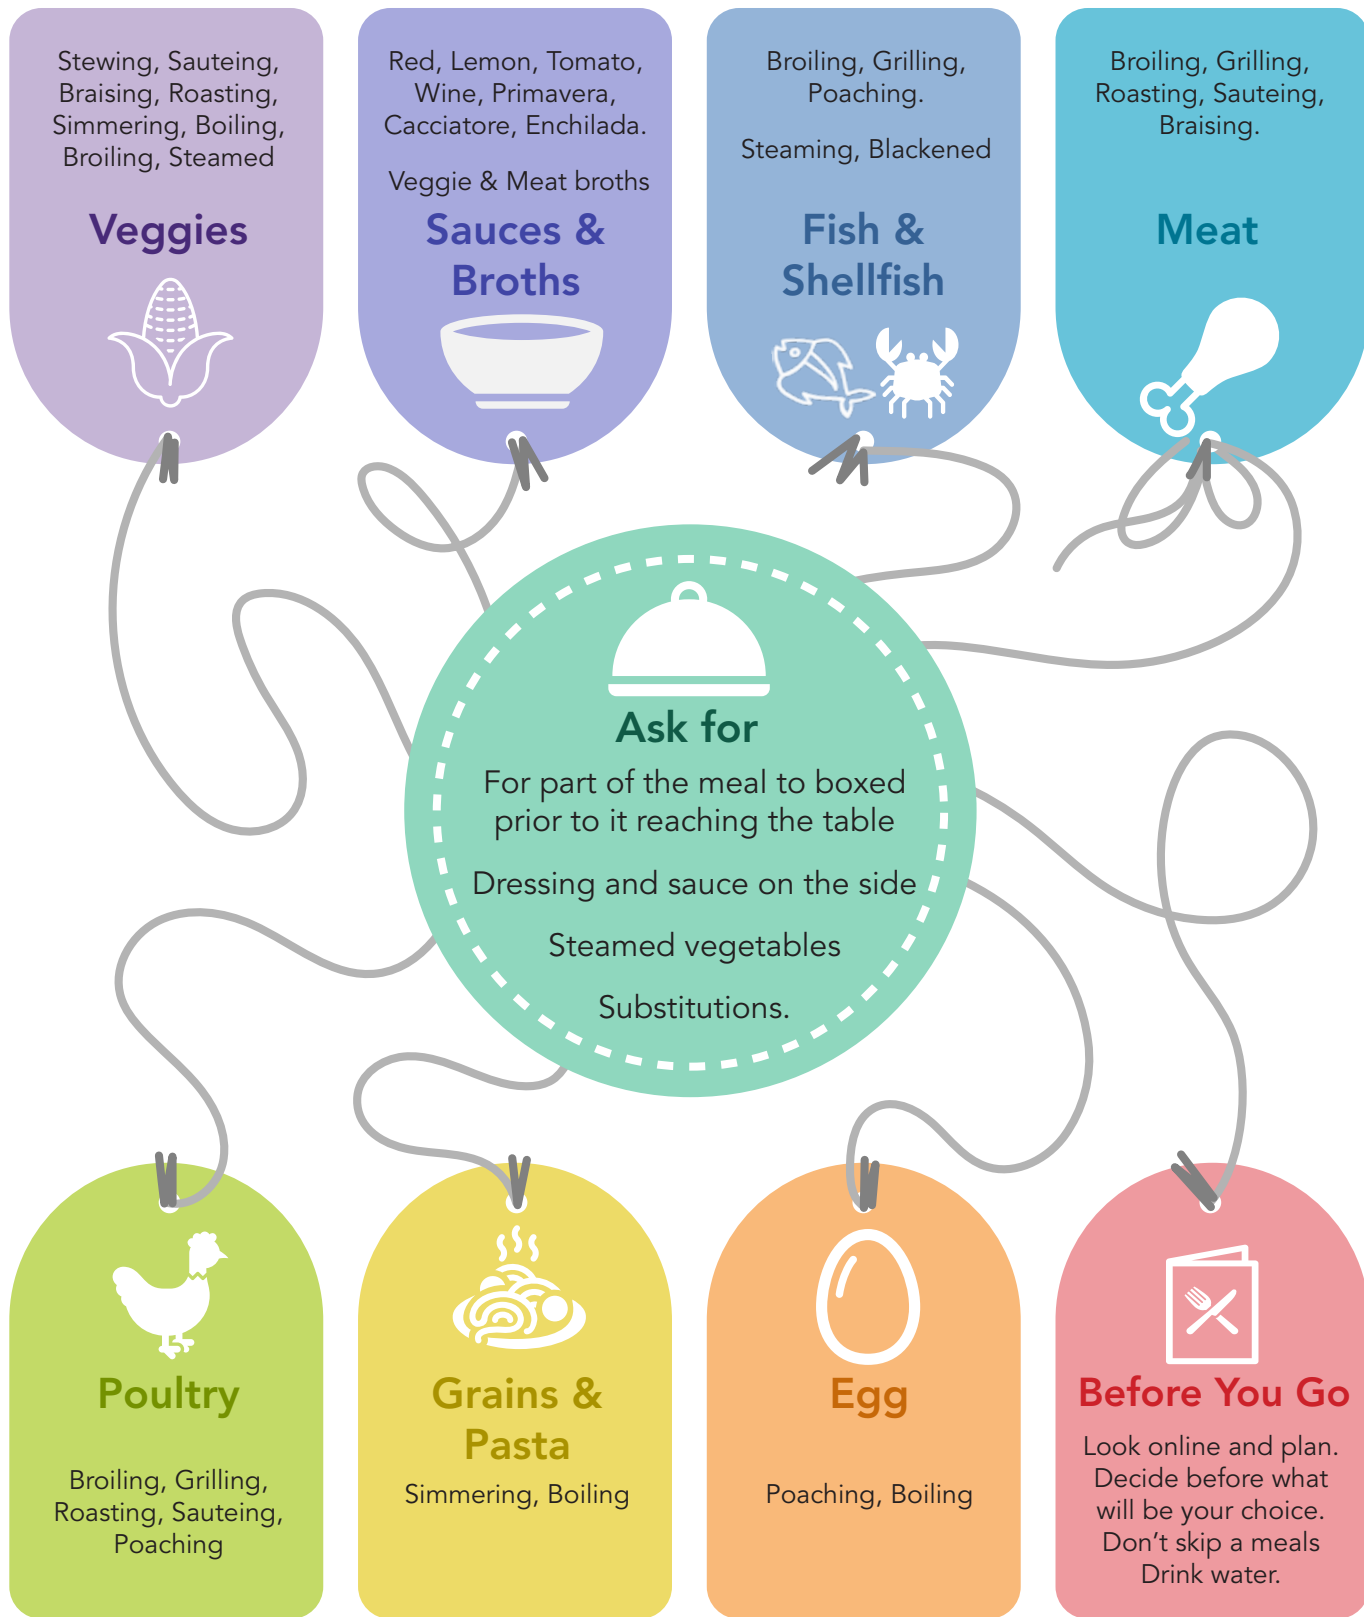 Stewing, Sauteing,
Braising, Roasting,
Simmering, Boiling,
Broiling, Steamed
Veggies
Red, Lemon, Tomato,
Wine, Primavera,
Cacciatore, Enchilada.
Veggie & Meat broths
Sauces &
Broths
Broiling, Grilling,
Poaching.
Steaming, Blackened
Fish &
Shellfish
Broiling, Grilling,
Roasting, Sauteing,
Braising.
Meat
Ask for
For part of the meal to boxed
prior to it reaching the table
Dressing and sauce on the side
Steamed vegetables
Substitutions.
Poultry
Broiling, Grilling,
Roasting, Sauteing,
Poaching
Grains &
Pasta
Simmering, Boiling
Egg
Poaching, Boiling
Before You Go
Look online and plan.
Decide before what
will be your choice.
Don't skip a meals
Drink water.